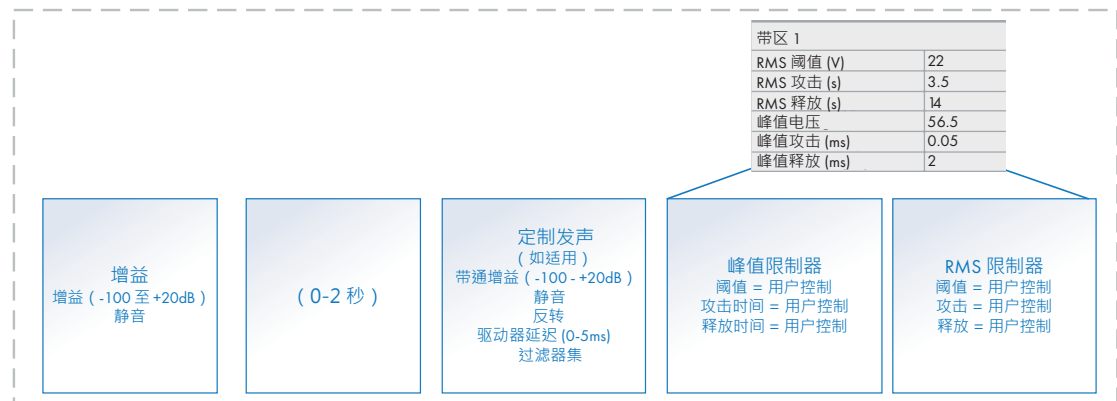 带区 1
RMS 阈值 (V) 22
RMS 攻击 (s) 3.5
RMS 释放 (s) 14
峰值电压 56.5
峰值攻击 (ms) 0.05
峰值释放 (ms) 2
增益
增益（-100 至 +20dB）
静音
（0-2 秒）
定制发声
（如适用）
带通增益（-100 - +20dB）
静音
反转
驱动器延迟 (0-5ms)
过滤器集
峰值限制器
阈值 = 用户控制
攻击时间 = 用户控制
释放时间 = 用户控制
RMS 限制器
阈值 = 用户控制
攻击 = 用户控制
释放 = 用户控制